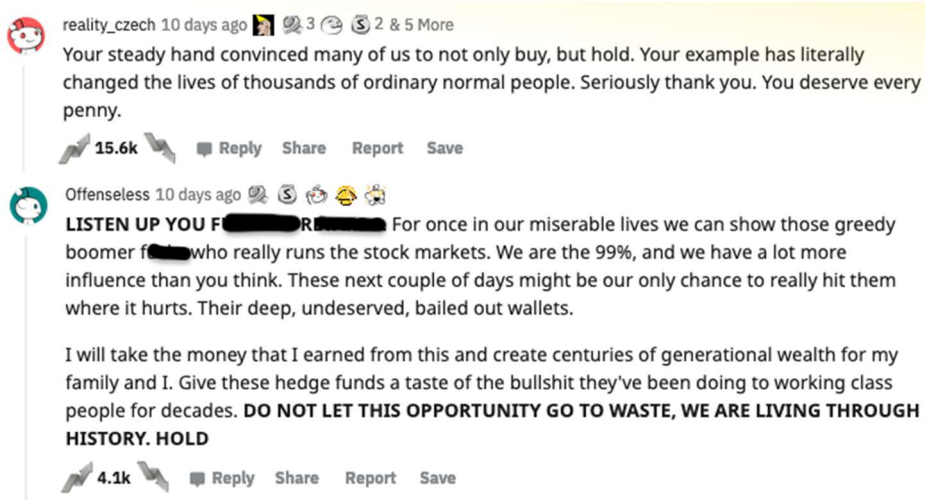 reality_czech 10 days ago 3 S 2 & 5 More
Your steady hand convinced many of us to not only buy, but hold. Your example has literally
changed the lives of thousands of ordinary normal people. Seriously thank you. You deserve every
penny.
15.6k Reply Share Report Save
Offenseless 10 days ago S
LISTEN UP YOU F For once in our miserable lives we can show those greedy
boomer f who really runs the stock markets. We are the 99%, and we have a lot more
influence than you think. These next couple of days might be our only chance to really hit them
where it hurts. Their deep, undeserved, bailed out wallets.
I will take the money that I earned from this and create centuries of generational wealth for my
family and I. Give these hedge funds a taste of the bullshit they've been doing to working class
people for decades. DO NOT LET THIS OPPORTUNITY GO TO WASTE, WE ARE LIVING THROUGH
HISTORY. HOLD
4.1k Reply Share Report Save